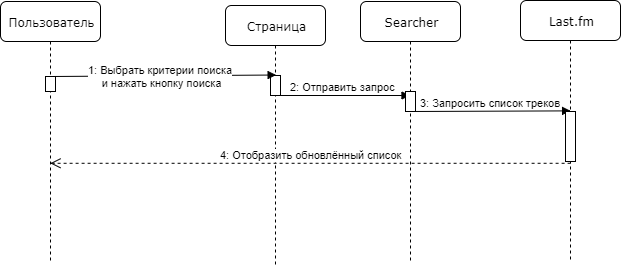 Пользователь
Страница
Searcher
Last.fm
1: Выбрать критерии поиска
и нажать кнопку поиска
2: Отправить запрос
3: Запросить список треков
4: Отобразить обновлённый список